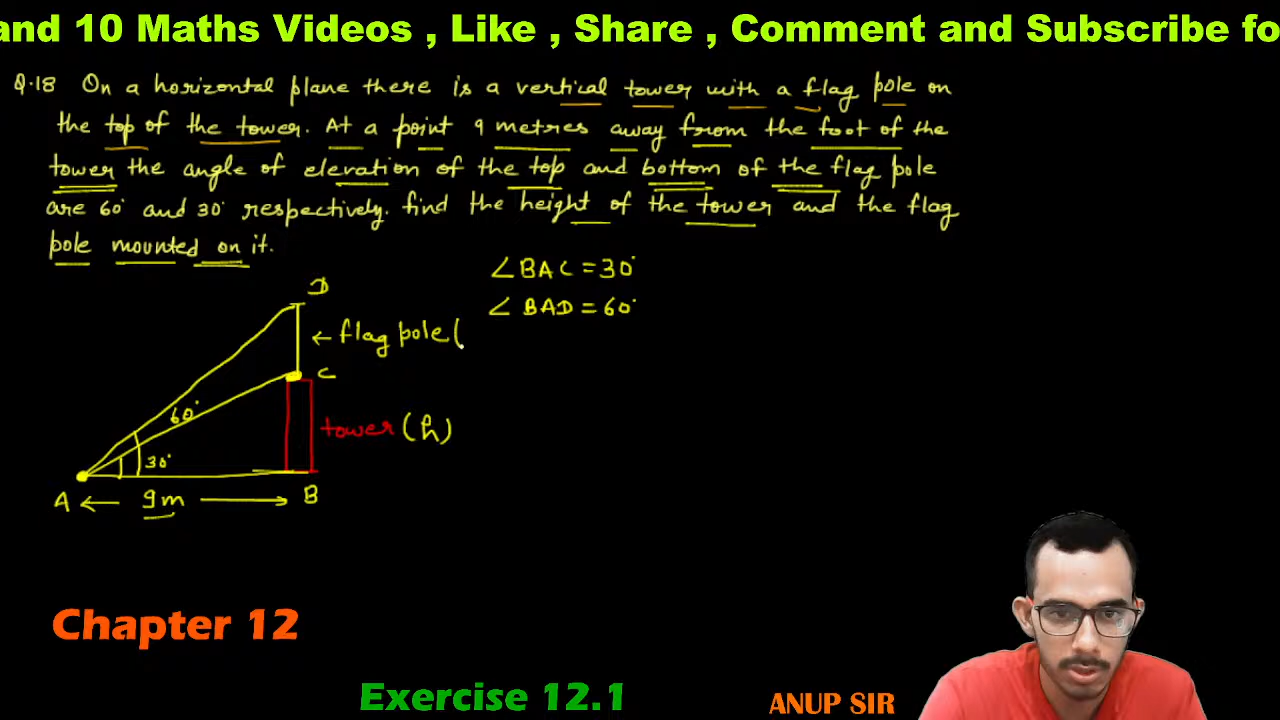 and 10 Maths Videos , Like , Share , Comment and Subscribe fo
Q.18 On a horizontal plane there is a vertical tower with a flag pole on
the top of the tower. At a point 9 metres away from the foot of the
tower the angle of elevation of the top and bottom of the flag pole
are 60° and 30° respectively. find the height of the tower and the flag
pole mounted on it.
∠BAC = 30°
∠BAD = 60°
D
← flag pole (
C
60°
tower (h)
30°
A ← 9m → B
Chapter 12
Exercise 12.1
ANUP SIR